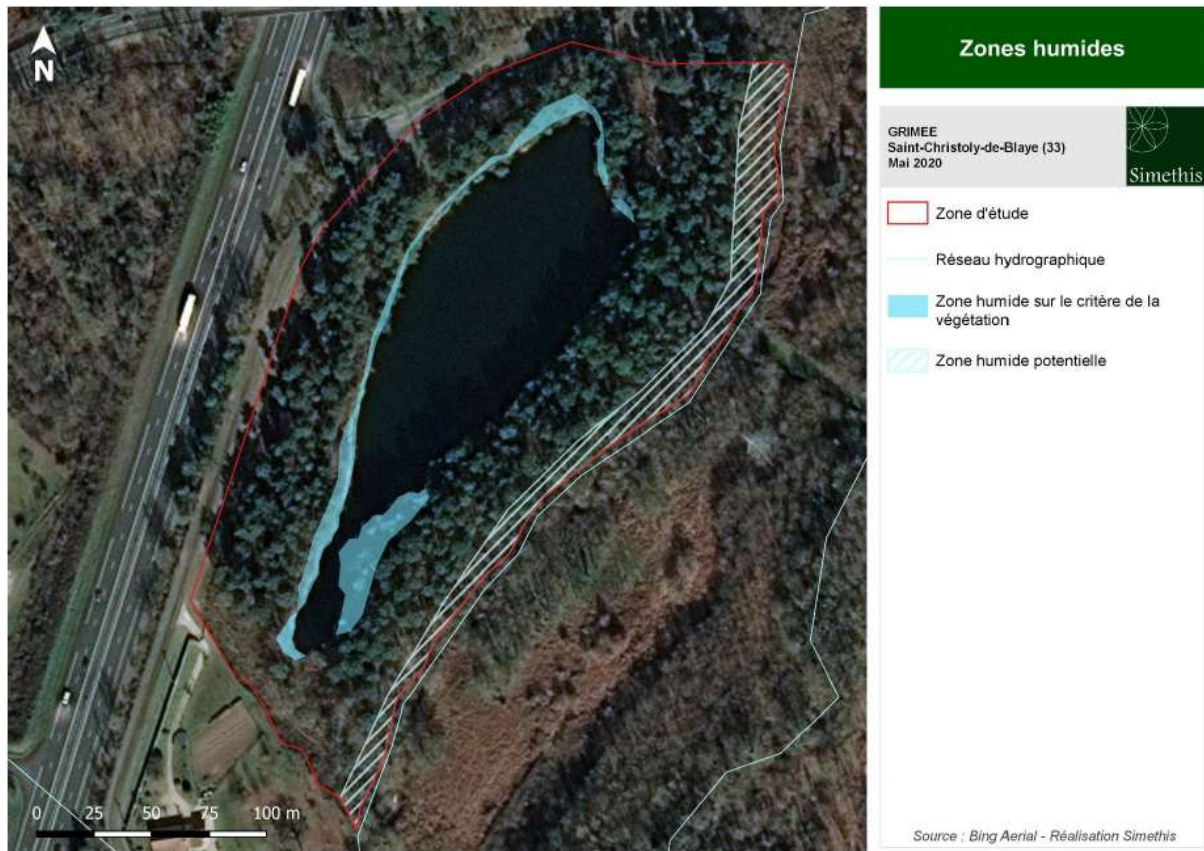 N
0 25 50 75 100 m
Zones humides
GRIMEE
Saint-Christoly-de-Blaye (33)
Mai 2020
Simethis
Zone d'étude
Réseau hydrographique
Zone humide sur le critère de la
végétation
Zone humide potentielle
Source : Bing Aerial - Réalisation Simethis